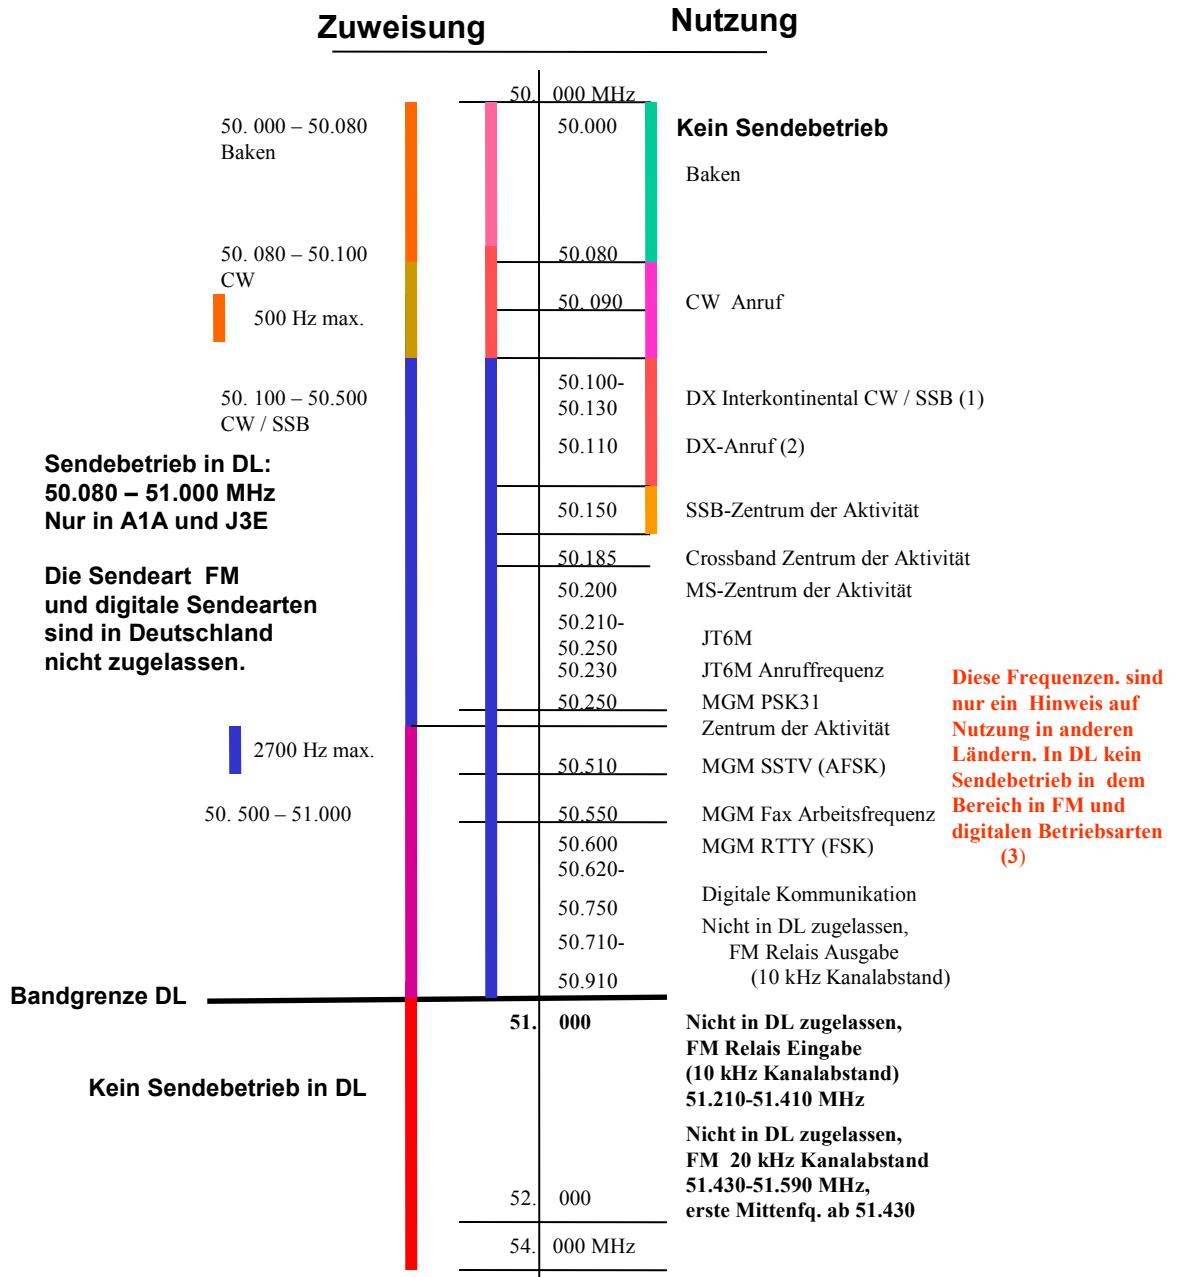 Zuweisung
Nutzung
50. 000 MHz
50. 000 – 50.080
Baken
50.000
Kein Sendebetrieb
Baken
50. 080 – 50.100
CW
50.080
500 Hz max.
50. 090
CW Anruf
50. 100 – 50.500
CW / SSB
50.100-
50.130
DX Interkontinental CW / SSB (1)
50.110
DX-Anruf (2)
Sendebetrieb in DL:
50.080 – 51.000 MHz
Nur in A1A und J3E
50.150
SSB-Zentrum der Aktivität
50.185
Crossband Zentrum der Aktivität
Die Sendeart FM
und digitale Sendearten
sind in Deutschland
nicht zugelassen.
50.200
MS-Zentrum der Aktivität
50.210-
50.250
JT6M
50.230
JT6M Anruffrequenz
50.250
MGM PSK31
Zentrum der Aktivität
Diese Frequenzen. sind
nur ein Hinweis auf
Nutzung in anderen
Ländern. In DL kein
Sendebetrieb in dem
Bereich in FM und
digitalen Betriebsarten
(3)
2700 Hz max.
50.510
MGM SSTV (AFSK)
50. 500 – 51.000
50.550
MGM Fax Arbeitsfrequenz
50.600
MGM RTTY (FSK)
50.620-
50.750
Digitale Kommunikation
50.710-
50.910
Nicht in DL zugelassen,
FM Relais Ausgabe
(10 kHz Kanalabstand)
Bandgrenze DL
51. 000
Nicht in DL zugelassen,
FM Relais Eingabe
(10 kHz Kanalabstand)
51.210-51.410 MHz
Kein Sendebetrieb in DL
Nicht in DL zugelassen,
FM 20 kHz Kanalabstand
51.430-51.590 MHz,
erste Mittenfq. ab 51.430
52. 000
54. 000 MHz